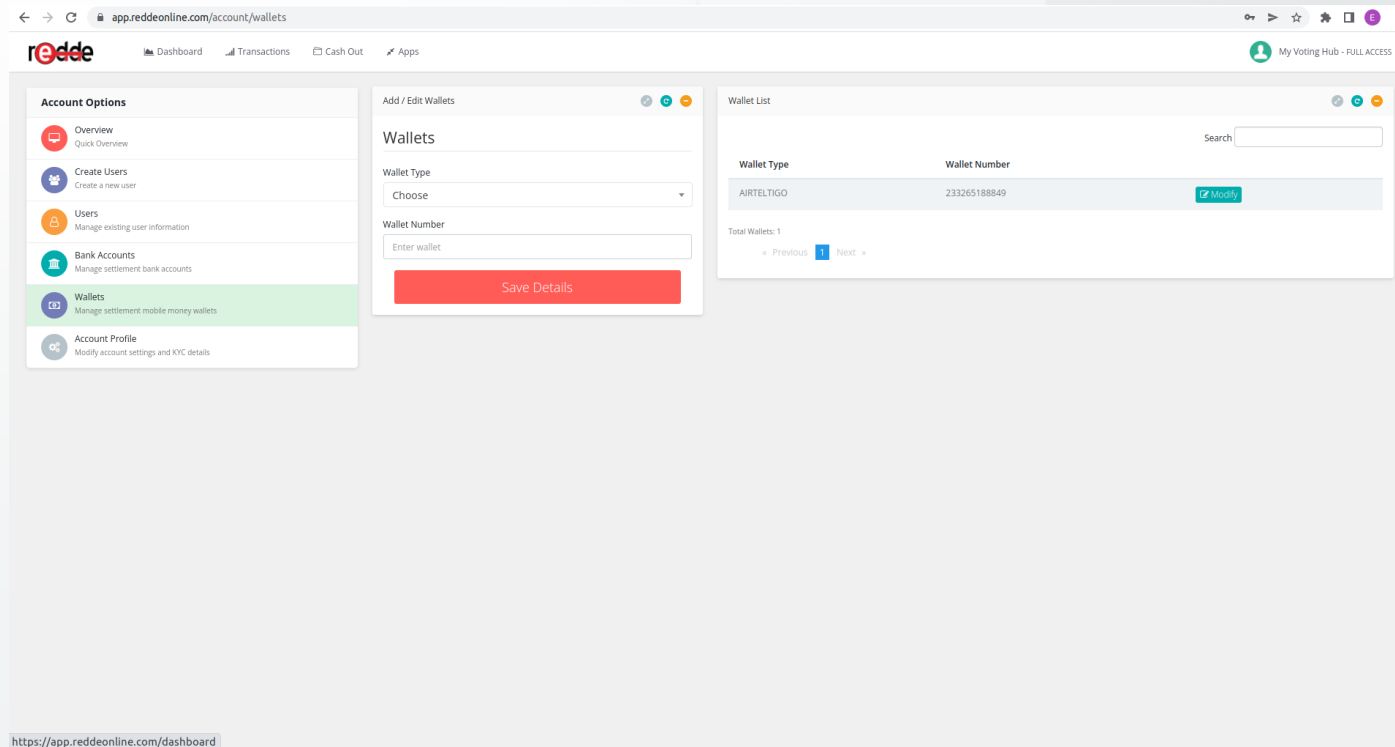 app.reddeonline.com/account/wallets
E
redde
Dashboard
Transactions
Cash Out
Apps
My Voting Hub - FULL ACCESS
Account Options
Overview
Quick Overview
Create Users
Create a new user
Users
Manage existing user information
Bank Accounts
Manage settlement bank accounts
Wallets
Manage settlement mobile money wallets
Account Profile
Modify account settings and KYC details
Add / Edit Wallets
Wallets
Wallet Type
Choose
Wallet Number
Enter wallet
Save Details
Wallet List
Search
Wallet Type Wallet Number
AIRTELTIGO 233265188849 Modify
Total Wallets: 1
« Previous 1 Next »
https://app.reddeonline.com/dashboard